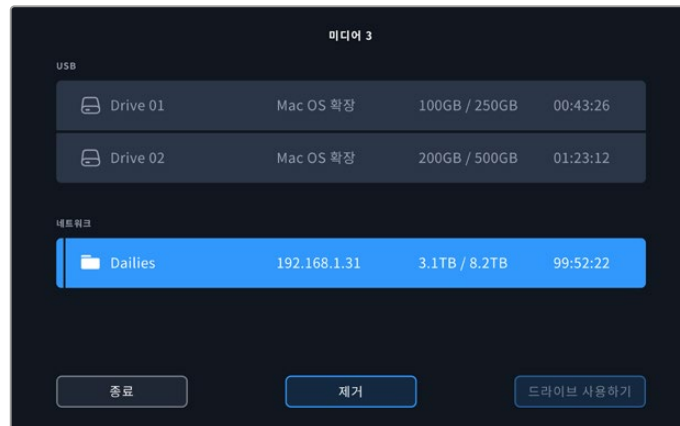 미디어 3
USB
Drive 01 Mac OS 확장 100GB / 250GB 00:43:26
Drive 02 Mac OS 확장 200GB / 500GB 01:23:12
네트워크
Dailies 192.168.1.31 3.1TB / 8.2TB 99:52:22
종료 제거 드라이브 사용하기